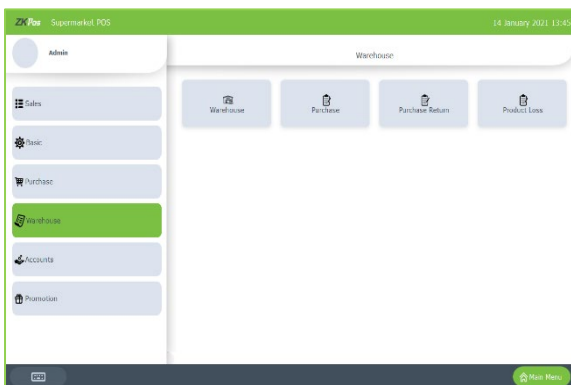 ZKPos Supermarket POS 14 January 2021 13:45
Admin
Warehouse
Sales
Basic
Purchase
Warehouse
Accounts
Promotion
Warehouse
Purchase
Purchase Return
Product Loss
Main Menu